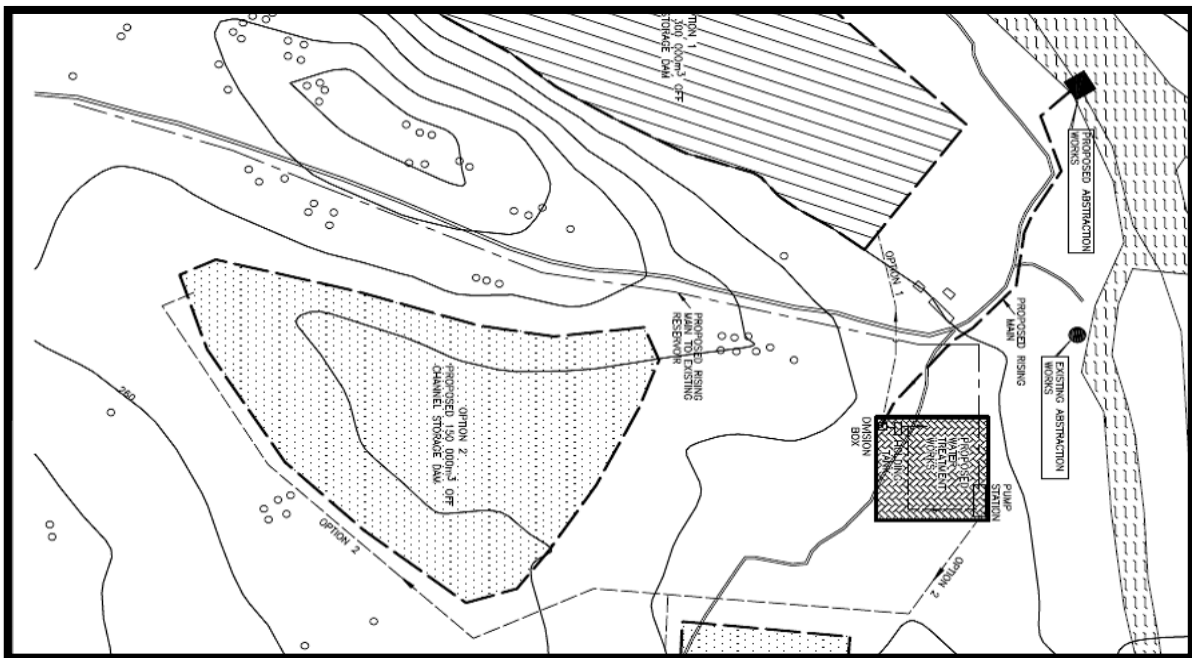 PTION 1
300 000m³ OFF
STORAGE DAM
PROPOSED ABSTRACTION
WORKS
OPTION 1
PROPOSED RISING
MAIN
EXISTING ABSTRACTION
WORKS
PROPOSED RISING
MAIN TO EXISTING
RESERVOIR
OPTION 2
PROPOSED 150 000m³ OFF
CHANNEL STORAGE DAM
DIVISION
BOX
PROPOSED
WATER
TREATMENT
WORKS
TANK
PUMP
STATION
260
OPTION 2
OPTION 2